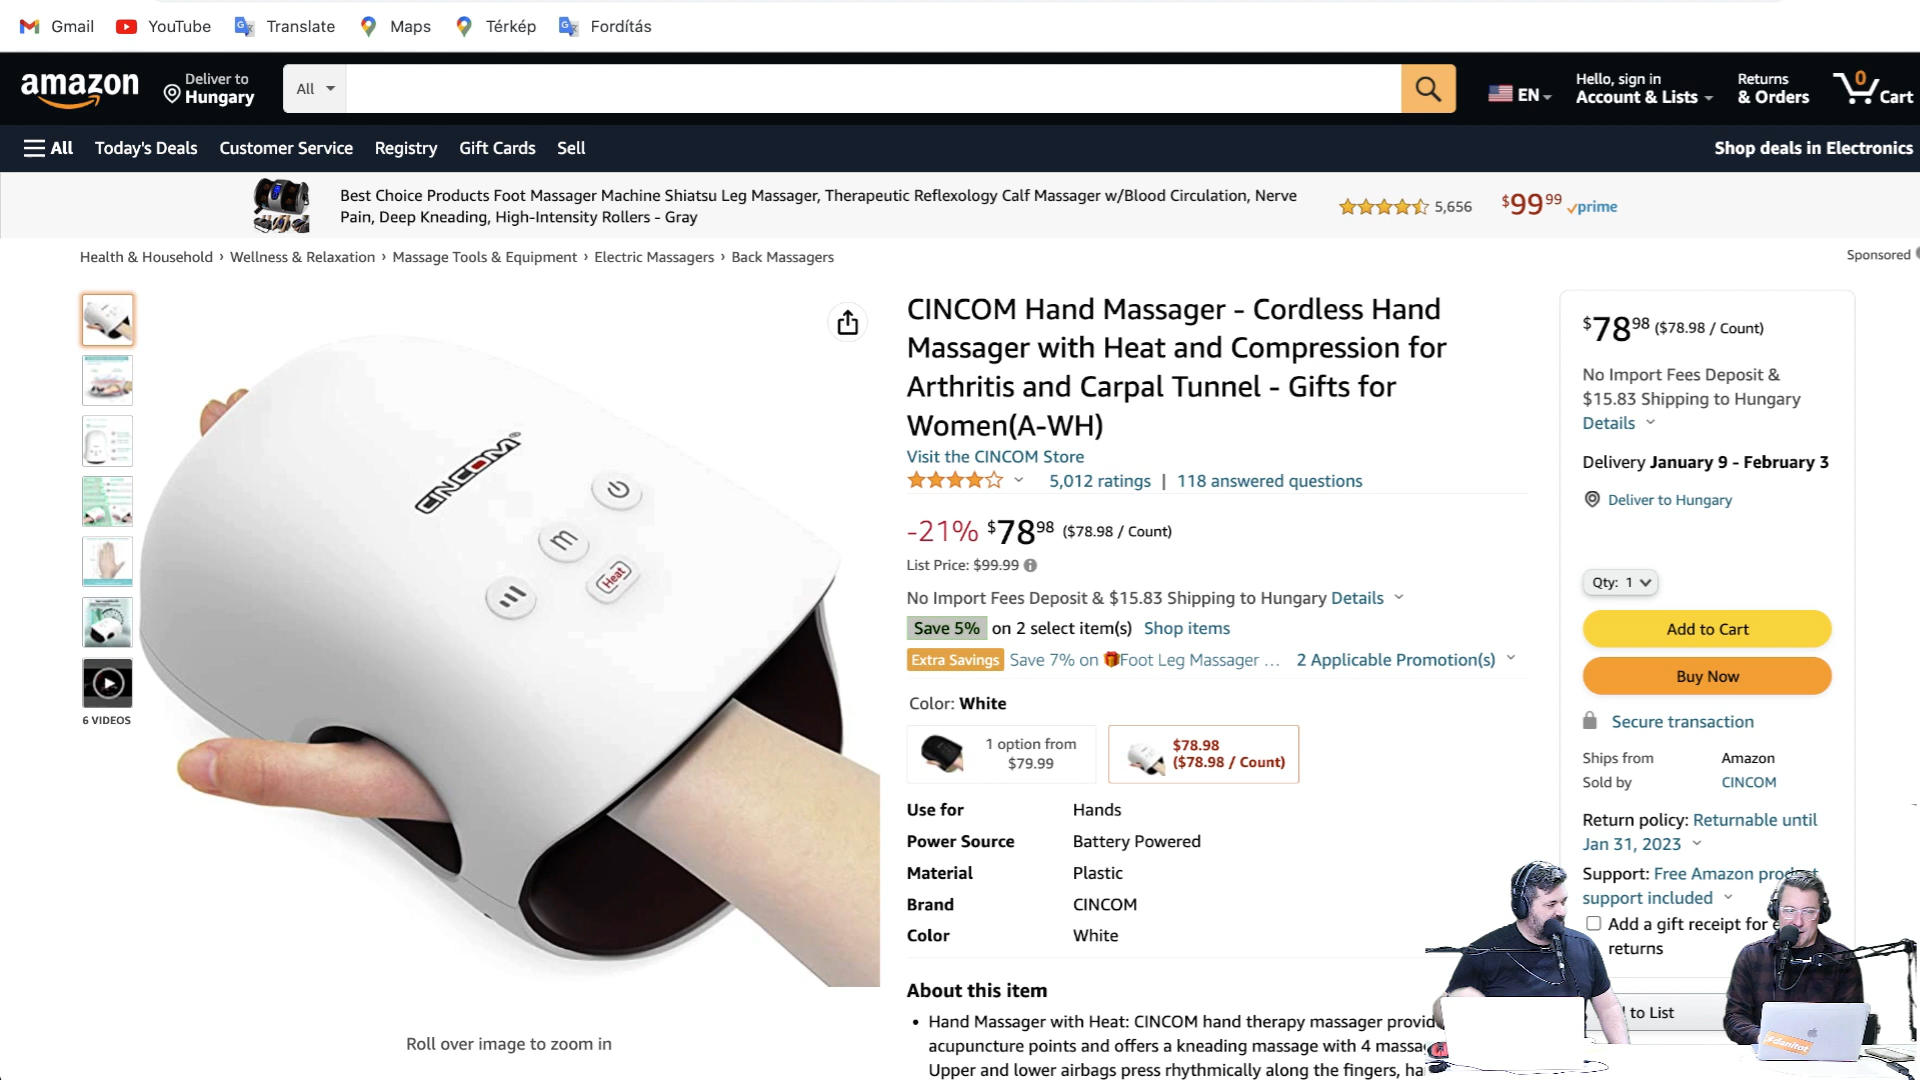 Gmail
YouTube
Translate
Maps
Térkép
Fordítás
amazon
Deliver to
Hungary
All
EN
Hello, sign in
Account & Lists
Returns
& Orders
0
Cart
All
Today's Deals
Customer Service
Registry
Gift Cards
Sell
Shop deals in Electronics
Best Choice Products Foot Massager Machine Shiatsu Leg Massager, Therapeutic Reflexology Calf Massager w/Blood Circulation, Nerve
Pain, Deep Kneading, High-Intensity Rollers - Gray
5,656
$99 99
prime
Health & Household › Wellness & Relaxation › Massage Tools & Equipment › Electric Massagers › Back Massagers
Sponsored
6 VIDEOS
CINCOM®
m
Heat
Roll over image to zoom in
CINCOM Hand Massager - Cordless Hand
Massager with Heat and Compression for
Arthritis and Carpal Tunnel - Gifts for
Women(A-WH)
Visit the CINCOM Store
5,012 ratings | 118 answered questions
-21% $78 98 ($78.98 / Count)
List Price: $99.99
No Import Fees Deposit & $15.83 Shipping to Hungary Details
Save 5% on 2 select item(s) Shop items
Extra Savings Save 7% on Foot Leg Massager ... 2 Applicable Promotion(s)
Color: White
1 option from
$79.99
$78.98
($78.98 / Count)
Use for Hands
Power Source Battery Powered
Material Plastic
Brand CINCOM
Color White
About this item
• Hand Massager with Heat: CINCOM hand therapy massager provid
acupuncture points and offers a kneading massage with 4 massa
Upper and lower airbags press rhythmically along the fingers, ha
$78 98 ($78.98 / Count)
No Import Fees Deposit &
$15.83 Shipping to Hungary
Details
Delivery January 9 - February 3
Deliver to Hungary
Qty: 1
Add to Cart
Buy Now
Secure transaction
Ships from Amazon
Sold by CINCOM
Return policy: Returnable until
Jan 31, 2023
Support: Free Amazon product
support included
Add a gift receipt for e
returns
to List